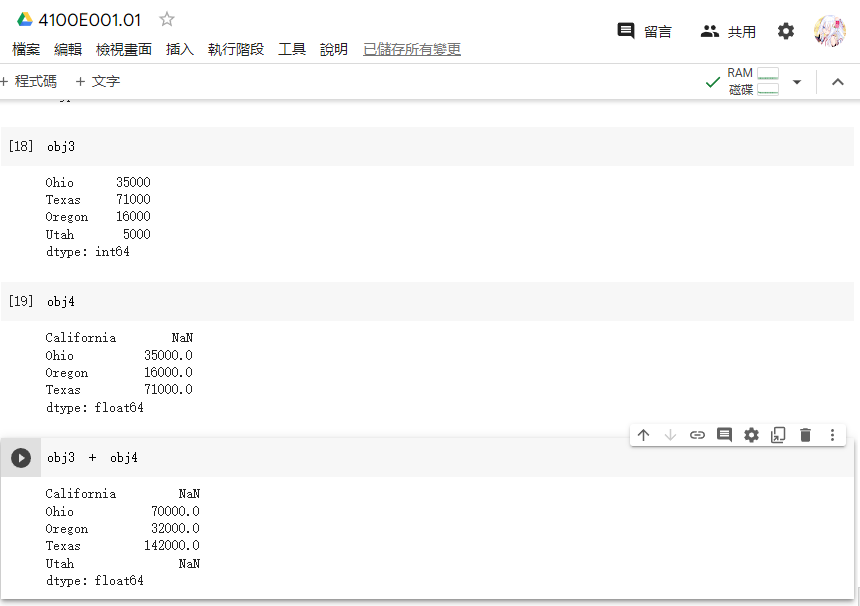 4100E001.01
留言 共用
檔案 編輯 檢視畫面 插入 執行階段 工具 說明 已儲存所有變更
+ 程式碼 + 文字
RAM
磁碟
[18] obj3
Ohio 35000
Texas 71000
Oregon 16000
Utah 5000
dtype: int64
[19] obj4
California NaN
Ohio 35000.0
Oregon 16000.0
Texas 71000.0
dtype: float64
obj3 + obj4
California NaN
Ohio 70000.0
Oregon 32000.0
Texas 142000.0
Utah NaN
dtype: float64